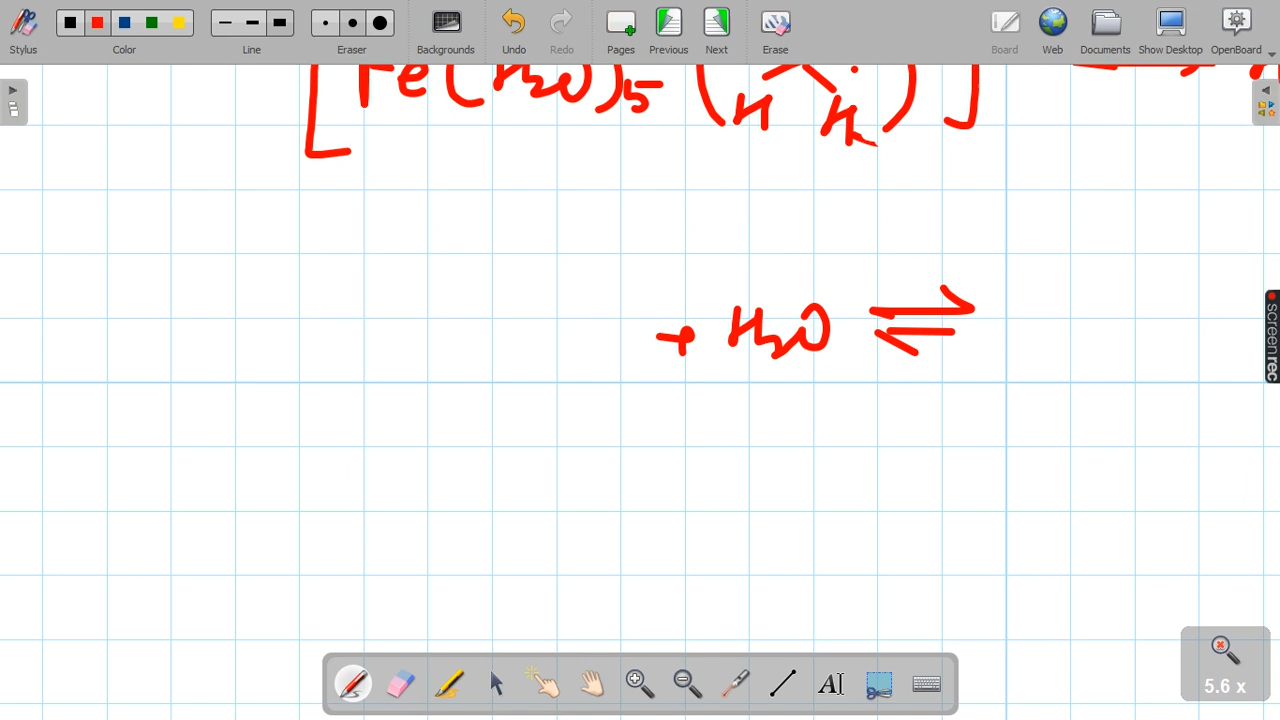 Stylus Color Line Eraser Backgrounds Undo Redo Pages Previous Next Erase Board Web Documents Show Desktop OpenBoard
[Fe(H2O)5 (H H)]
+ H2O ⇌
screenrec
AI
5.6 x